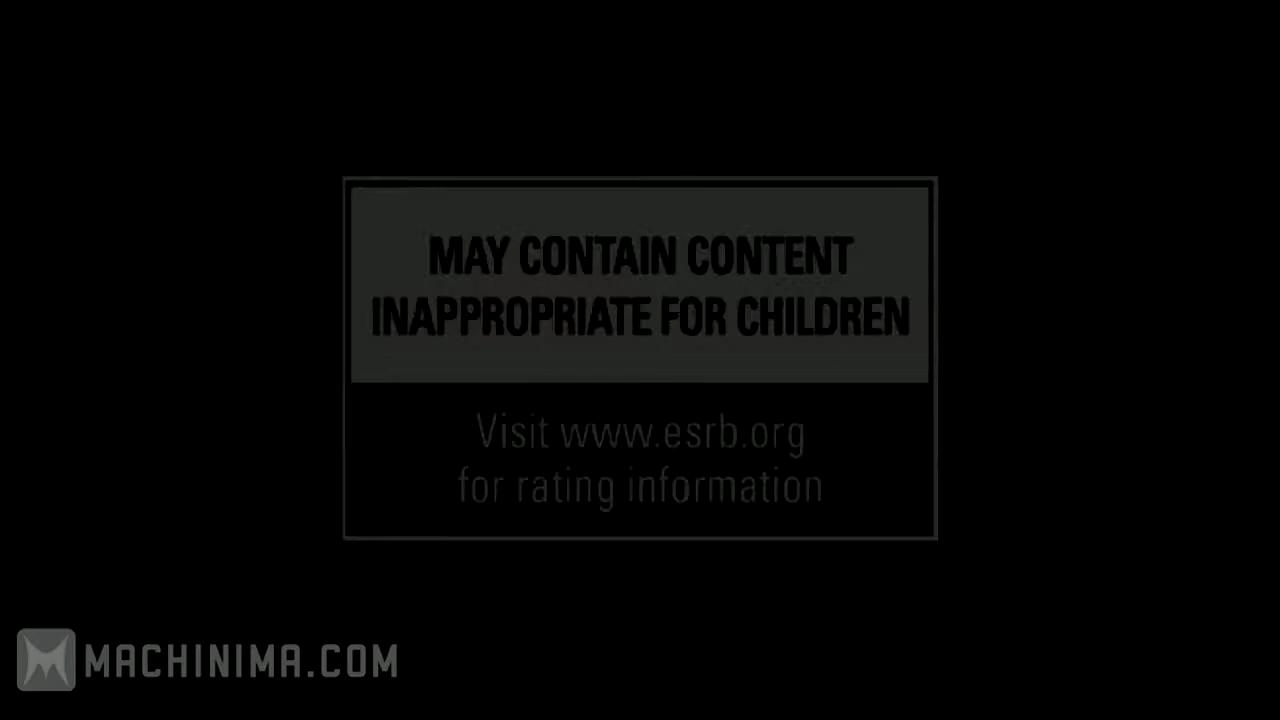 MAY CONTAIN CONTENT
INAPPROPRIATE FOR CHILDREN
Visit www.esrb.org
for rating information
MACHINIMA.COM